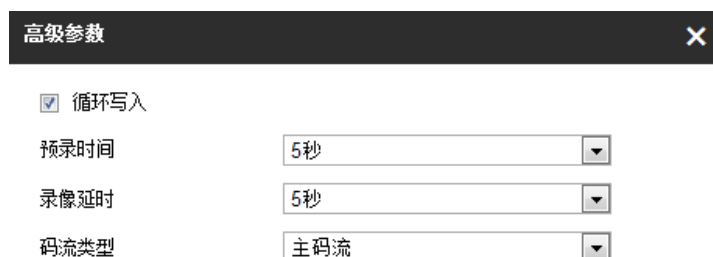 高级参数
循环写入
预录时间 5秒
录像延时 5秒
码流类型 主码流